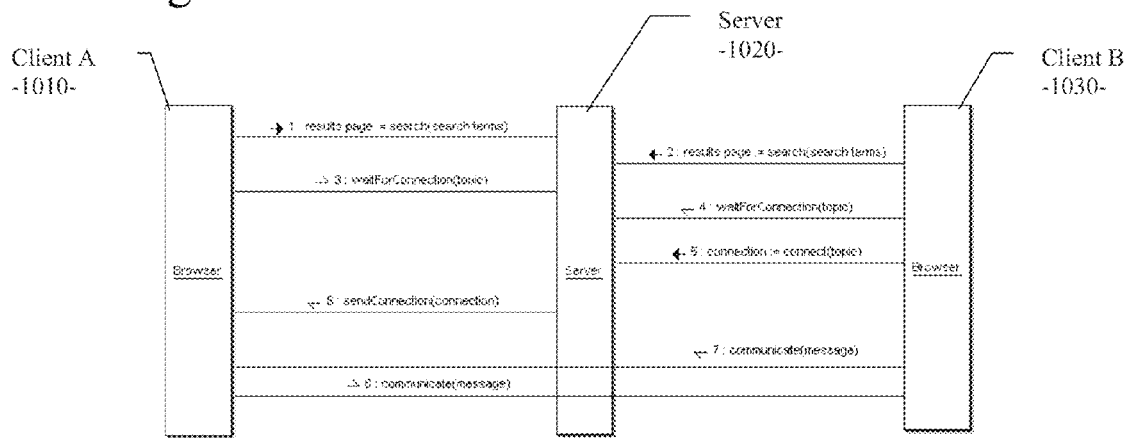 Server
-1020-
Client A
-1010-
Client B
-1030-
1 : results page := search(search terms)
2 : results page := search(search terms)
3 : waitForConnection(topic)
4 : waitForConnection(topic)
5 : connection := connect(topic)
Browser
Server
Browser
6 : sendConnection(connection)
7 : communicate(message)
8 : communicate(message)